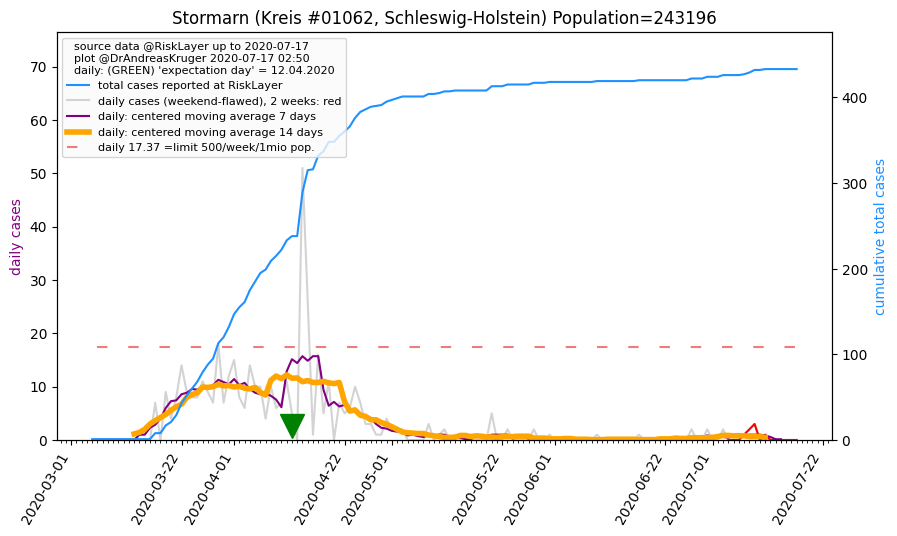 Stormarn (Kreis #01062, Schleswig-Holstein) Population=243196
source data @RiskLayer up to 2020-07-17
plot @DrAndreasKruger 2020-07-17 02:50
daily: (GREEN) 'expectation day' = 12.04.2020
total cases reported at RiskLayer
daily cases (weekend-flawed), 2 weeks: red
daily: centered moving average 7 days
daily: centered moving average 14 days
daily 17.37 =limit 500/week/1mio pop.
daily cases
70
60
50
40
30
20
10
0
cumulative total cases
400
300
200
100
0
2020-03-01
2020-03-22
2020-04-01
2020-04-22
2020-05-01
2020-05-22
2020-06-01
2020-06-22
2020-07-01
2020-07-22